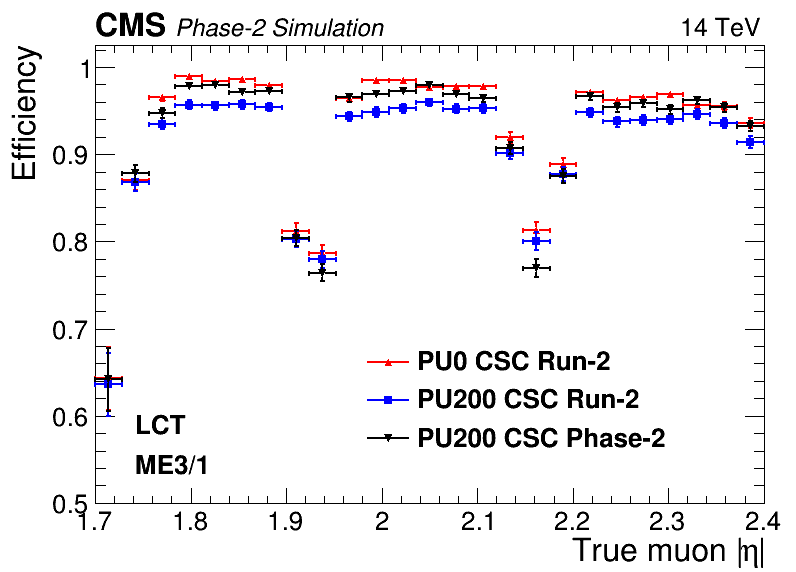 CMS Phase-2 Simulation 14 TeV
Efficiency
1
0.9
0.8
0.7
0.6
0.5
PU0 CSC Run-2
PU200 CSC Run-2
PU200 CSC Phase-2
LCT
ME3/1
1.7 1.8 1.9 2 2.1 2.2 2.3 2.4
True muon |η|